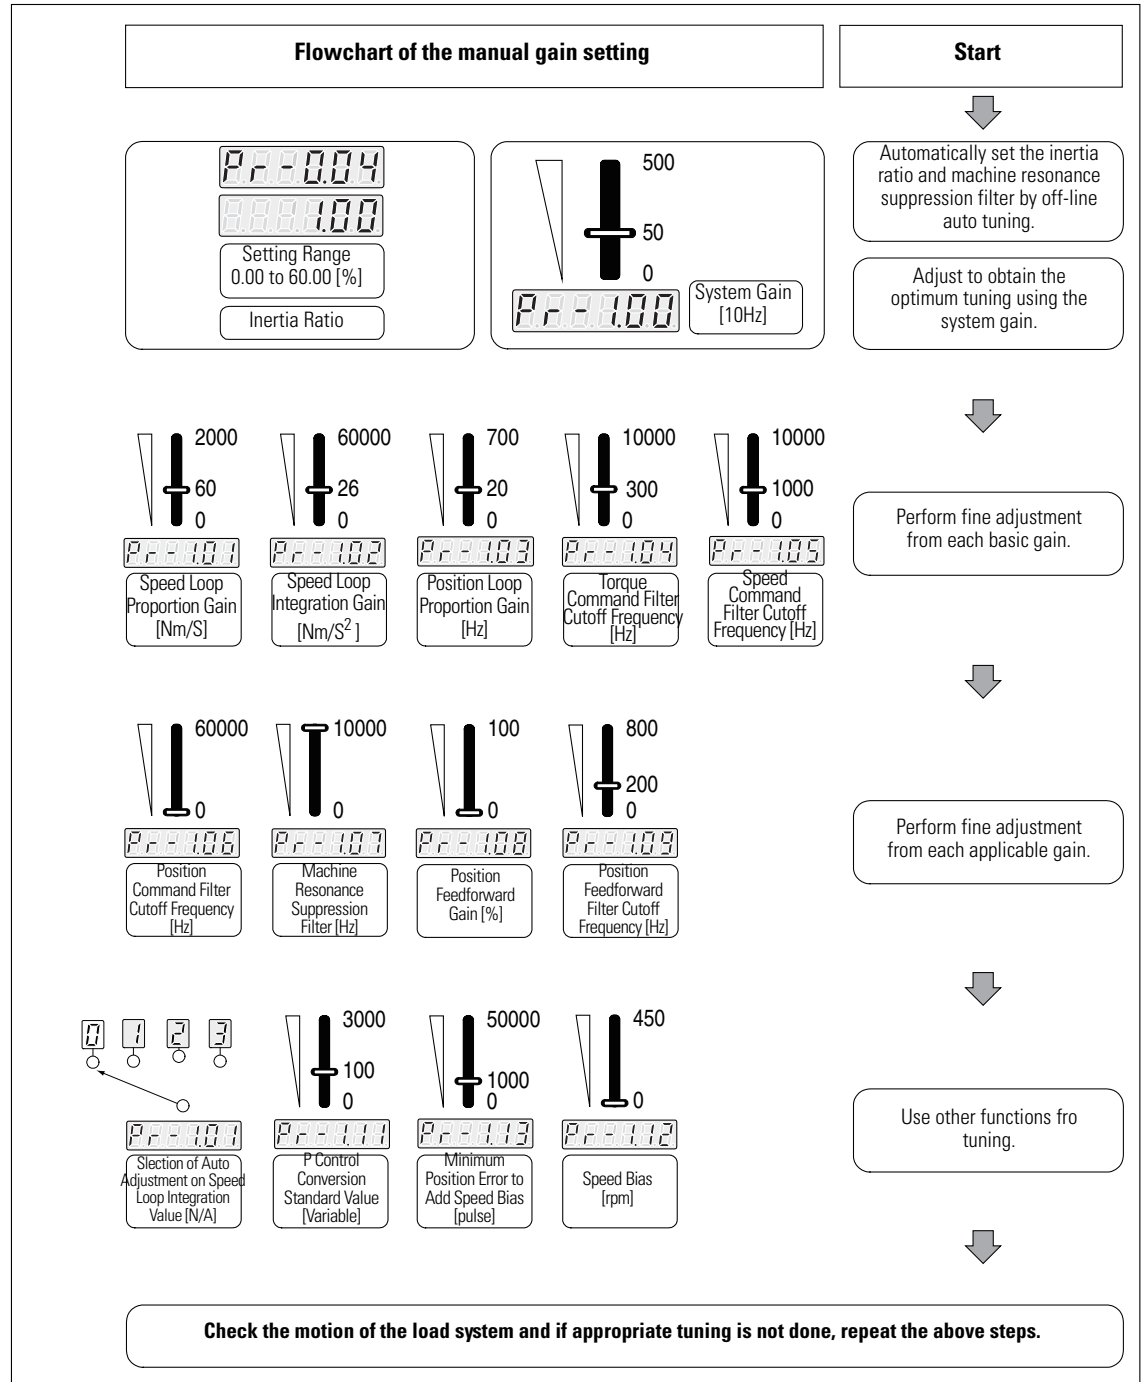 Flowchart of the manual gain setting
Start
Pr-0.04
1.00
Setting Range
0.00 to 60.00 [%]
Inertia Ratio
500
50
0
Pr-1.00
System Gain
[10Hz]
Automatically set the inertia
ratio and machine resonance
suppression filter by off-line
auto tuning.
Adjust to obtain the
optimum tuning using the
system gain.
2000
60
0
Pr-1.01
Speed Loop
Proportion Gain
[Nm/S]
60000
26
0
Pr-1.02
Speed Loop
Integration Gain
[Nm/S2 ]
700
20
0
Pr-1.03
Position Loop
Proportion Gain
[Hz]
10000
300
0
Pr-1.04
Torque
Command Filter
Cutoff Frequency
[Hz]
10000
1000
0
Pr-1.05
Speed
Command
Filter Cutoff
Frequency [Hz]
Perform fine adjustment
from each basic gain.
60000
0
Pr-1.06
Position
Command Filter
Cutoff Frequency
[Hz]
10000
0
Pr-1.07
Machine
Resonance
Suppression
Filter [Hz]
100
0
Pr-1.08
Position
Feedforward
Gain [%]
800
200
0
Pr-1.09
Position
Feedforward
Filter Cutoff
Frequency [Hz]
Perform fine adjustment
from each applicable gain.
0 1 2 3
Pr-1.01
Slection of Auto
Adjustment on Speed
Loop Integration
Value [N/A]
3000
100
0
Pr-1.11
P Control
Conversion
Standard Value
[Variable]
50000
1000
0
Pr-1.13
Minimum
Position Error to
Add Speed Bias
[pulse]
450
0
Pr-1.12
Speed Bias
[rpm]
Use other functions fro
tuning.
Check the motion of the load system and if appropriate tuning is not done, repeat the above steps.